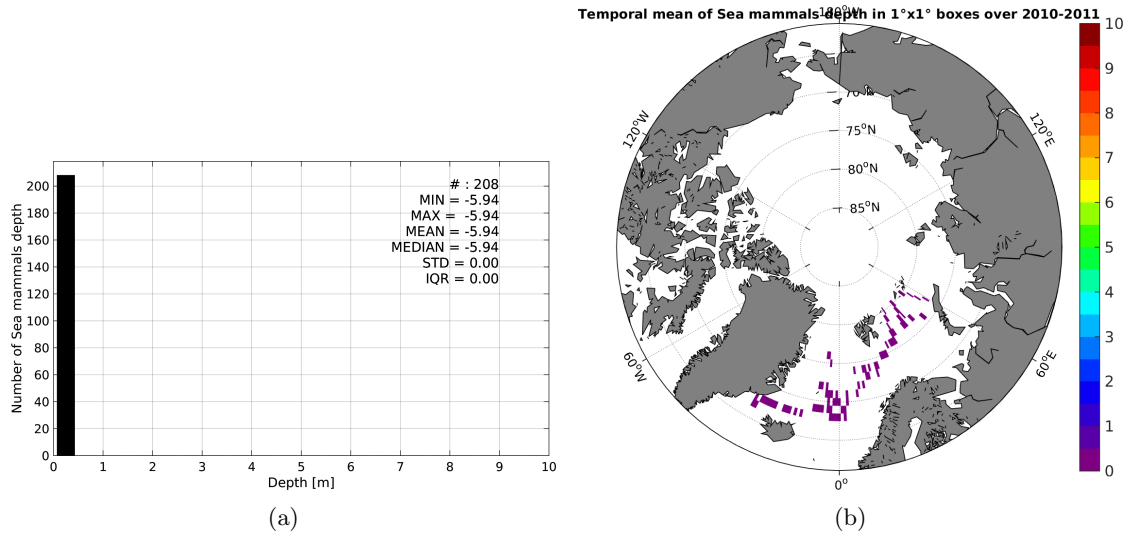 Number of Sea mammals depth
200
180
160
140
120
100
80
60
40
20
0
# : 208
MIN = -5.94
MAX = -5.94
MEAN = -5.94
MEDIAN = -5.94
STD = 0.00
IQR = 0.00
0 1 2 3 4 5 6 7 8 9 10
Depth [m]
(a)
Temporal mean of Sea mammals depth in 1°x1° boxes over 2010-2011
180°W
120°W
120°E
60°W
60°E
0°
75°N
80°N
85°N
10
9
8
7
6
5
4
3
2
1
0
(b)